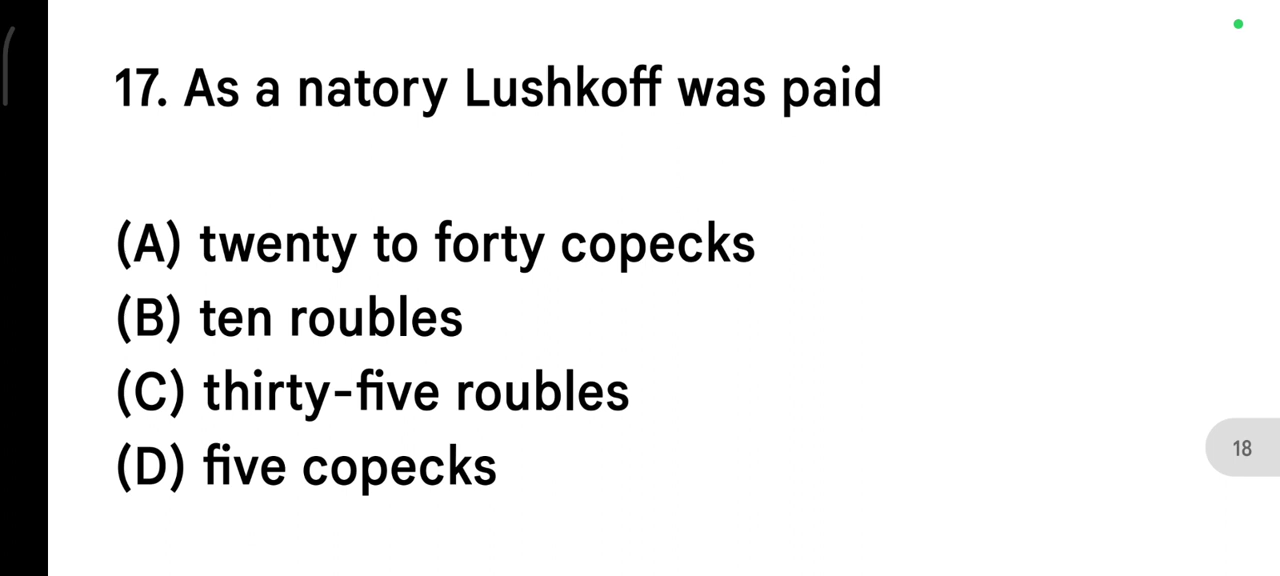 17. As a natory Lushkoff was paid
(A) twenty to forty copecks
(B) ten roubles
(C) thirty-five roubles
(D) five copecks
18